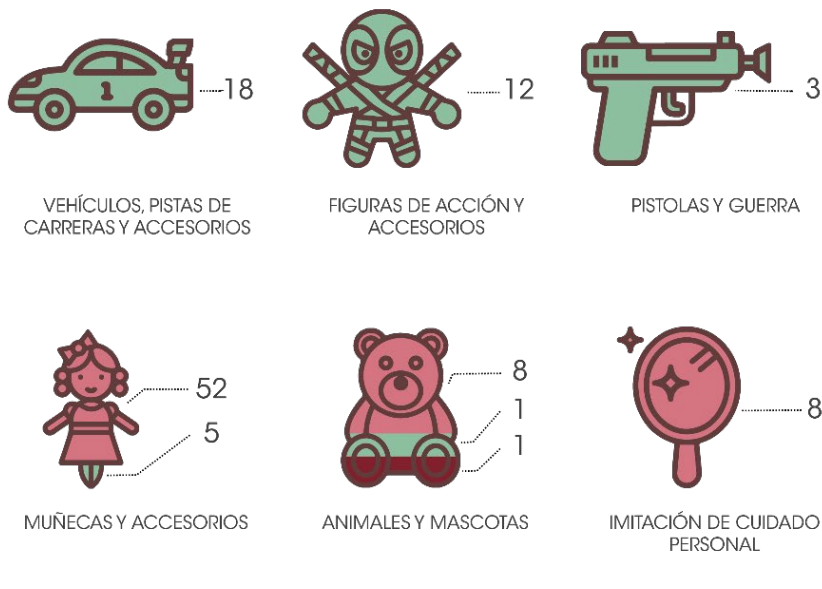 1
18
12
3
VEHÍCULOS, PISTAS DE
CARRERAS Y ACCESORIOS
FIGURAS DE ACCIÓN Y
ACCESORIOS
PISTOLAS Y GUERRA
52
5
8
1
1
8
MUÑECAS Y ACCESORIOS
ANIMALES Y MASCOTAS
IMITACIÓN DE CUIDADO
PERSONAL